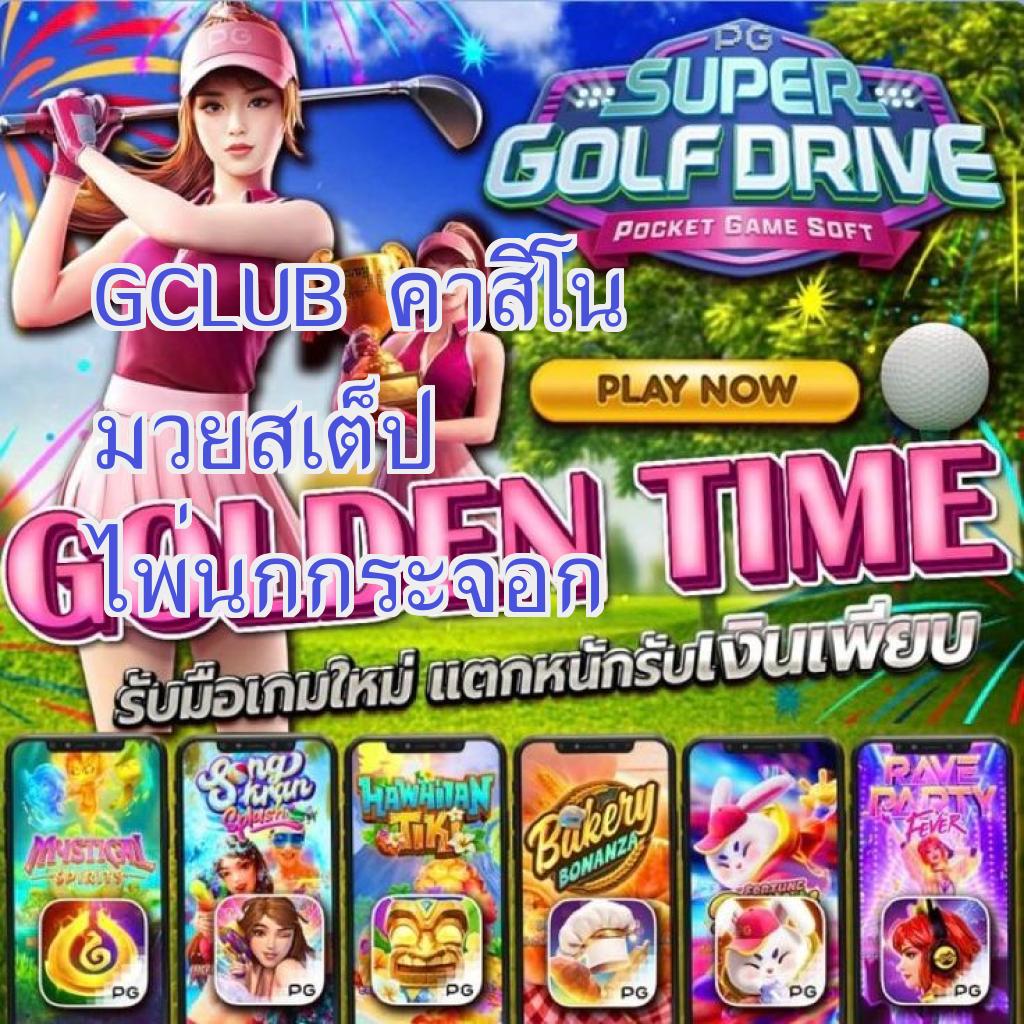 PG
PG
SUPER
GOLF DRIVE
POCKET GAME SOFT
GCLUB คาสิโน
PLAY NOW
มวยสเต็ป
GOLDEN TIME
ไพ่นกกระจอก
รับมือเกมใหม่ แตกหนักรับเงินเพียบ
MYSTICAL
SPIRITS
Songkran
Splash
HAWAIIAN
TIKI
Bakery
BONANZA
FORTUNE
RAVE
PARTY
FEVER
PG
PG
PG
PG
PG
PG